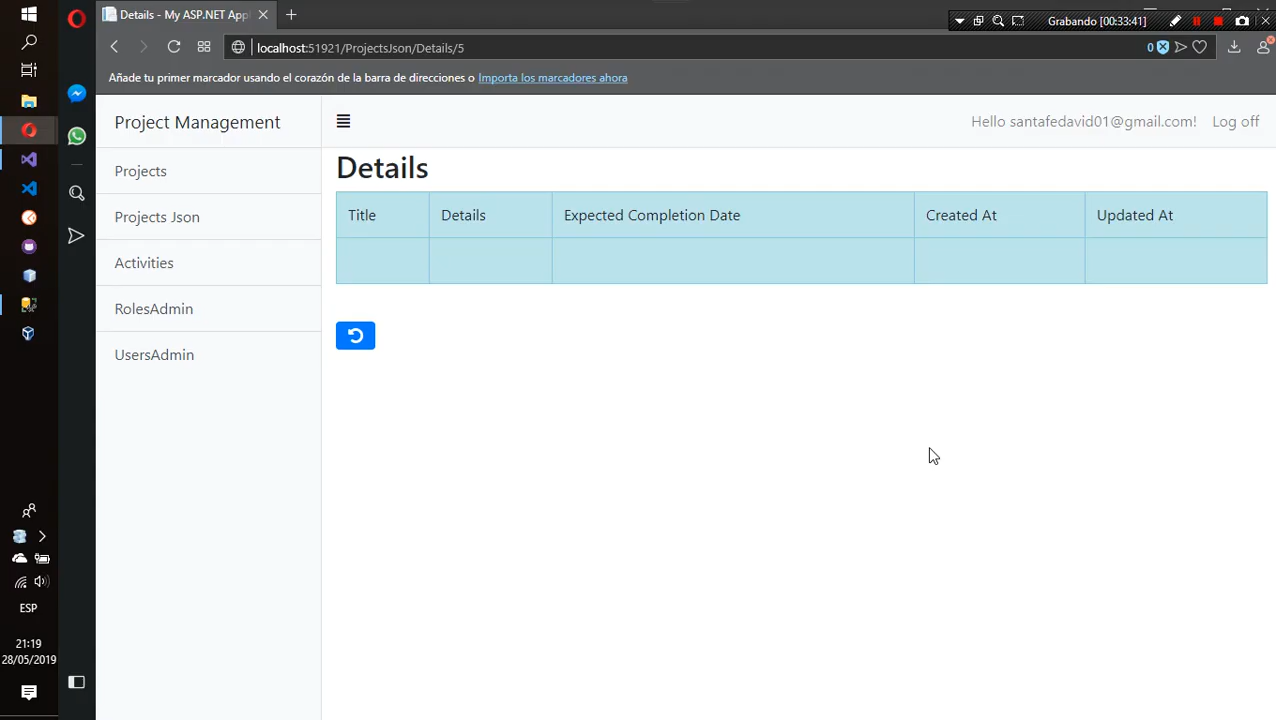 Details - My ASP.NET Appl
Grabando [00:33:41]
localhost:51921/ProjectsJson/Details/5
0
Añade tu primer marcador usando el corazón de la barra de direcciones o Importa los marcadores ahora
Project Management
Hello santafedavid01@gmail.com!
Log off
Projects
Projects Json
Activities
RolesAdmin
UsersAdmin
Details
Title
Details
Expected Completion Date
Created At
Updated At
ESP
21:19
28/05/2019